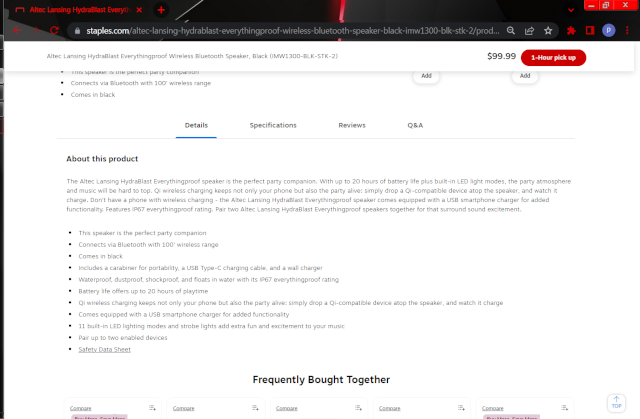 Altec Lansing HydraBlast Everyth
staples.com/altec-lansing-hydrablast-everythingproof-wireless-bluetooth-speaker-black-imw1300-blk-stk-2/prod...
P
Altec Lansing HydraBlast Everythingproof Wireless Bluetooth Speaker, Black (IMW1300-BLK-STK-2)
$99.99
1-Hour pick up
This speaker is the perfect party companion
Connects via Bluetooth with 100' wireless range
Comes in black
Add
Add
Details
Specifications
Reviews
Q&A
About this product
The Altec Lansing HydraBlast Everythingproof speaker is the perfect party companion. With up to 20 hours of battery life plus built-in LED light modes, the party atmosphere
and music will be hard to top. Qi wireless charging keeps not only your phone but also the party alive: simply drop a Qi-compatible device atop the speaker, and watch it
charge. Don't have a phone with wireless charging - the Altec Lansing HydraBlast Everythingproof speaker comes equipped with a USB smartphone charger for added
functionality. Features IP67 everythingproof rating. Pair two Altec Lansing HydraBlast Everythingproof speakers together for that surround sound excitement.
This speaker is the perfect party companion
Connects via Bluetooth with 100' wireless range
Comes in black
Includes a carabiner for portability, a USB Type-C charging cable, and a wall charger
Waterproof, dustproof, shockproof, and floats in water with its IP67 everythingproof rating
Battery life offers up to 20 hours of playtime
Qi wireless charging keeps not only your phone but also the party alive: simply drop a Qi-compatible device atop the speaker, and watch it charge
Comes equipped with a USB smartphone charger for added functionality
11 built-in LED lighting modes and strobe lights add extra fun and excitement to your music
Pair up to two enabled devices
Safety Data Sheet
Frequently Bought Together
Compare
Compare
Compare
Compare
Compare
TOP